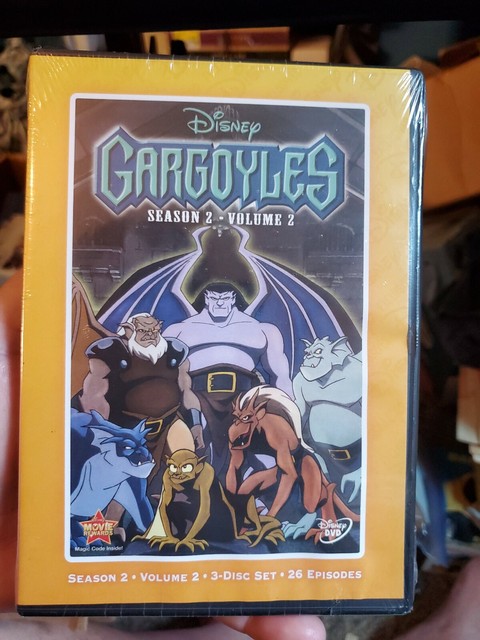 Disney
GARGOYLES
SEASON 2 • VOLUME 2
MOVIE
REWARDS
Magic Code Inside!
Disney
DVD
SEASON 2 • VOLUME 2 • 3-DISC SET • 26 EPISODES